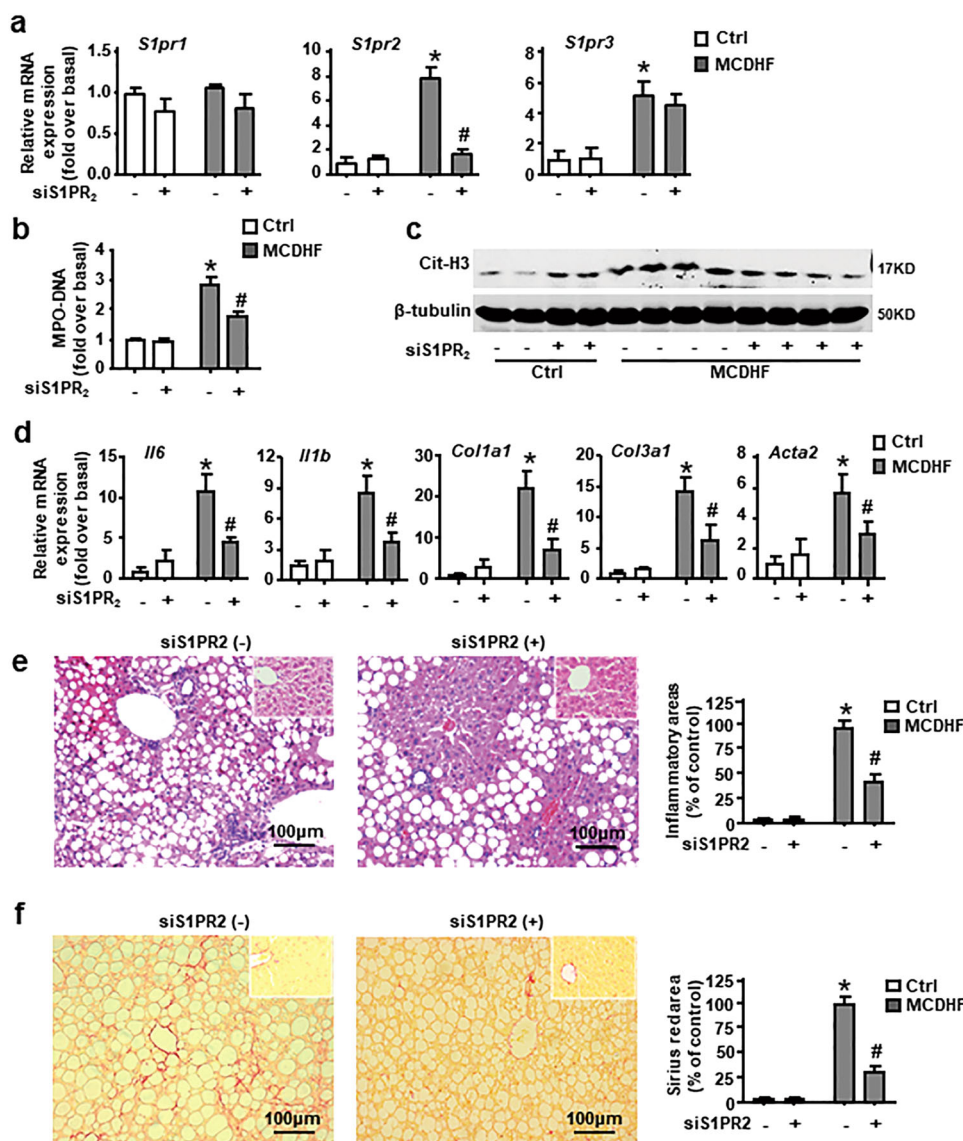 a
S1pr1 S1pr2 S1pr3
Ctrl
MCDHF
Relative mRNA
expression
(fold over basal)
1.5
1.0
0.5
0
10
8
6
4
2
0
8
6
4
2
0
*
#
*
siS1PR2 - + - + - + - + - + - +
b
Ctrl
MCDHF
MPO-DNA
(fold over basal)
4
3
2
1
0
*
#
siS1PR2 - + - +
c
Cit-H3 17KD
β-tubulin 50KD
siS1PR2 - - + + - - - - + + + +
Ctrl MCDHF
d
Il6 Il1b Col1a1 Col3a1 Acta2
Ctrl
MCDHF
Relative mRNA
expression
(fold over basal)
15
10
5
0
12
9
6
3
0
30
20
10
0
20
15
10
5
0
8
6
4
2
0
* # * # * # * # * #
siS1PR2 - + - + - + - + - + - + - + - + - + - +
e
siS1PR2 (-) siS1PR2 (+)
100μm 100μm
Ctrl
MCDHF
Inflammatory areas
(% of control)
125
100
75
50
25
0
*
#
siS1PR2 - + - +
f
siS1PR2 (-) siS1PR2 (+)
100μm 100μm
Ctrl
MCDHF
Sirius red area
(% of control)
125
100
75
50
25
0
*
#
siS1PR2 - + - +